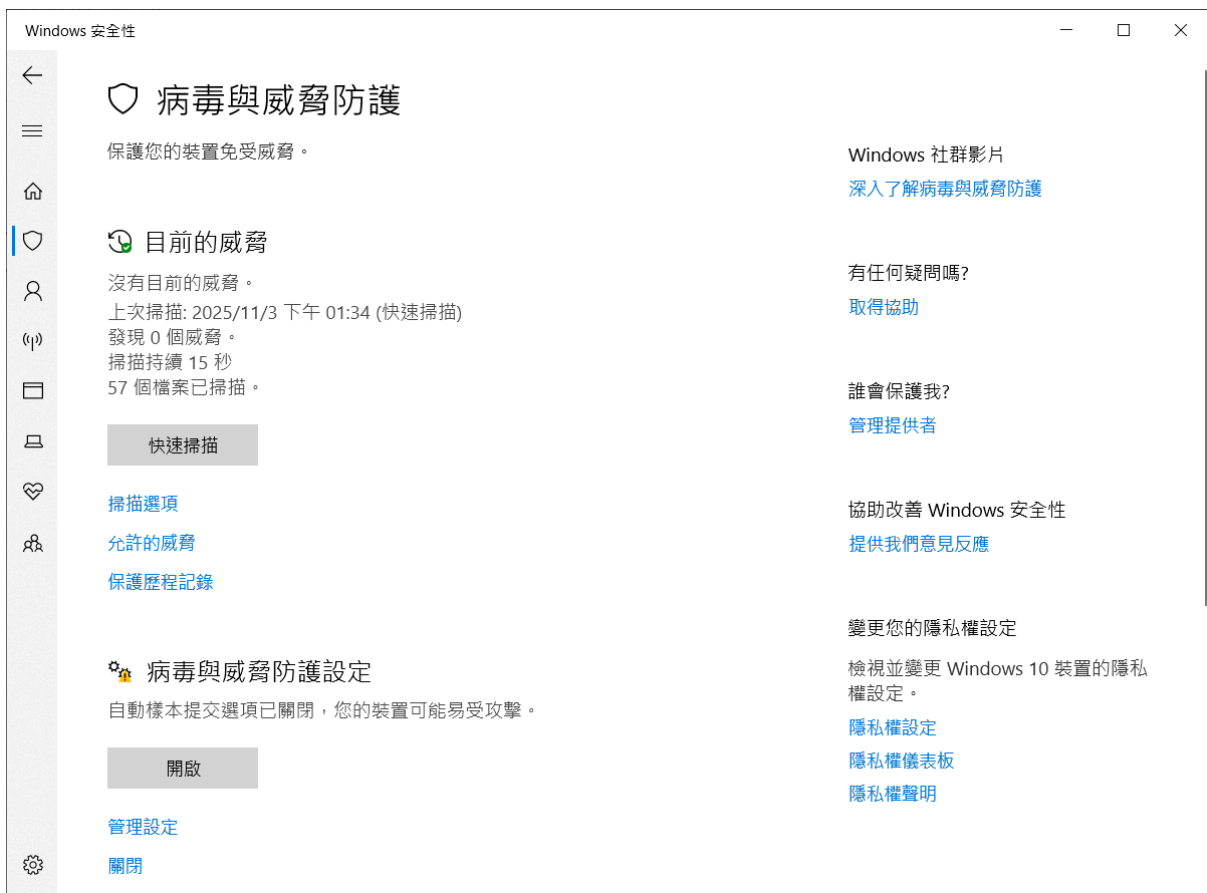 Windows 安全性
病毒與威脅防護
保護您的裝置免受威脅。
目前的威脅
沒有目前的威脅。
上次掃描: 2025/11/3 下午 01:34 (快速掃描)
發現 0 個威脅。
掃描持續 15 秒
57 個檔案已掃描。
快速掃描
掃描選項
允許的威脅
保護歷程記錄
病毒與威脅防護設定
自動樣本提交選項已關閉，您的裝置可能易受攻擊。
開啟
管理設定
關閉
Windows 社群影片
深入了解病毒與威脅防護
有任何疑問嗎?
取得協助
誰會保護我?
管理提供者
協助改善 Windows 安全性
提供我們意見反應
變更您的隱私權設定
檢視並變更 Windows 10 裝置的隱私
權設定。
隱私權設定
隱私權儀表板
隱私權聲明